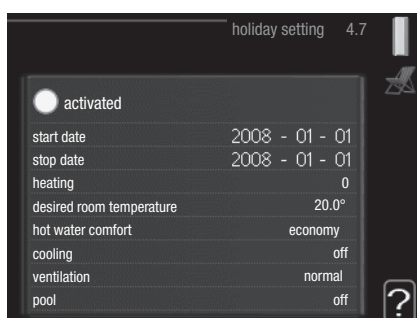 holiday setting 4.7
activated
start date 2008 - 01 - 01
stop date 2008 - 01 - 01
heating 0
desired room temperature 20.0°
hot water comfort economy
cooling off
ventilation normal
pool off
?